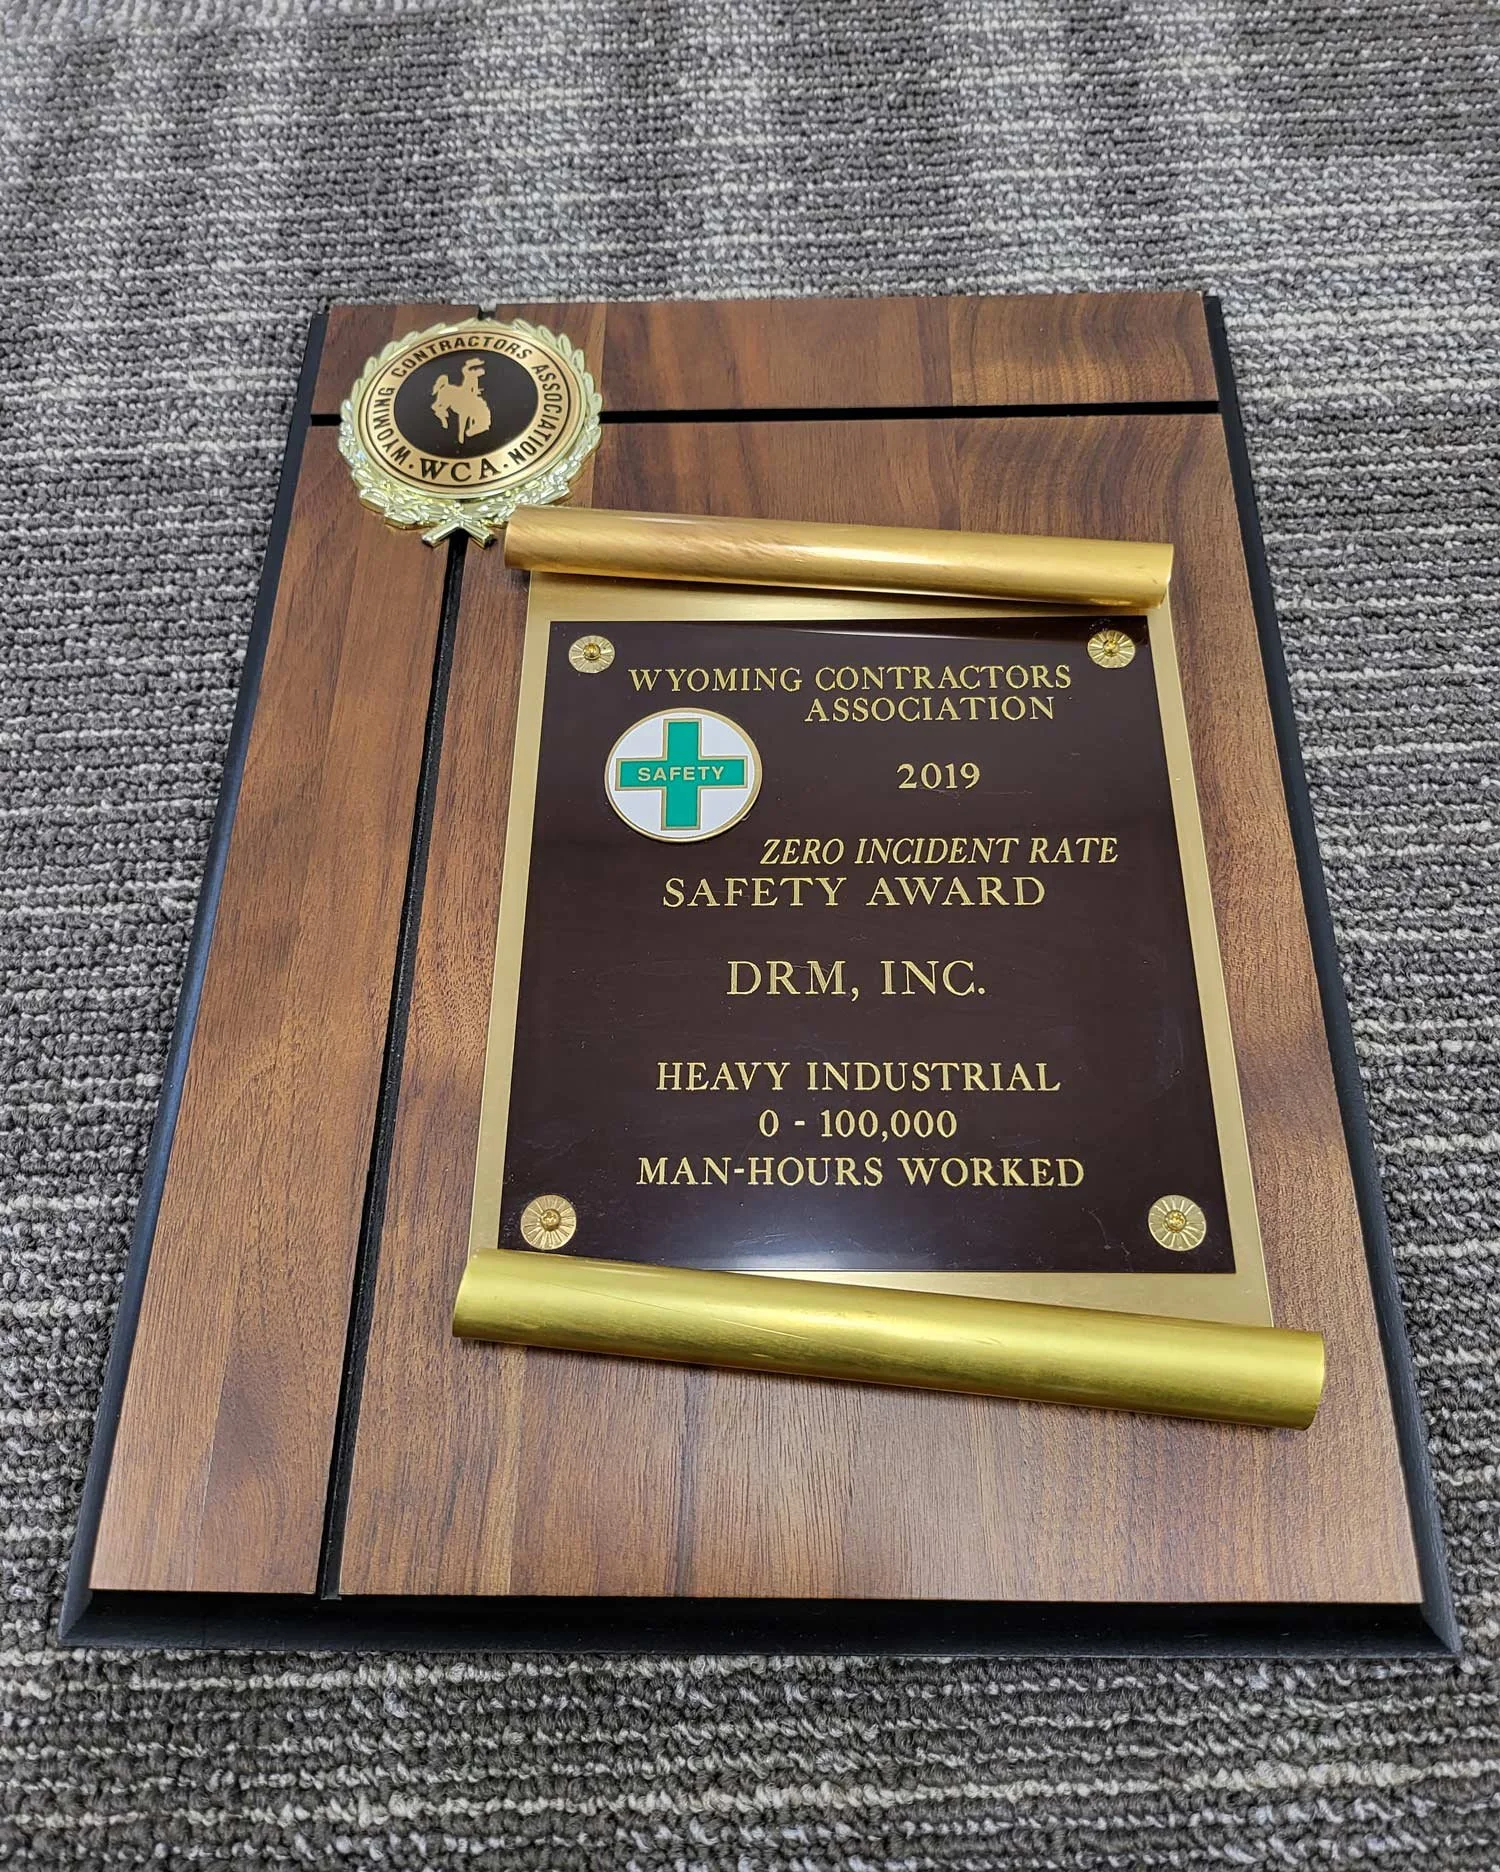 WYOMING CONTRACTORS ASSOCIATION
· WCA ·
WYOMING CONTRACTORS
ASSOCIATION
SAFETY
2019
ZERO INCIDENT RATE
SAFETY AWARD
DRM, INC.
HEAVY INDUSTRIAL
0 - 100,000
MAN-HOURS WORKED